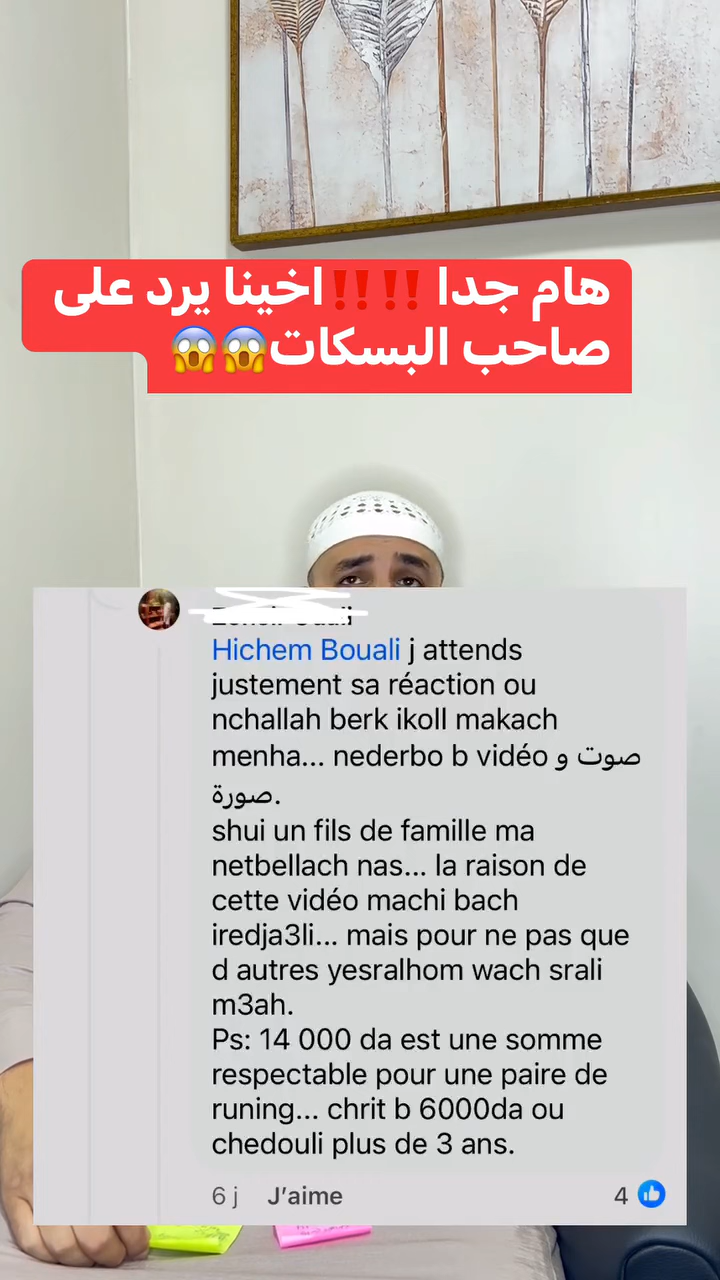 هام جدا ‼️‼️اخينا يرد على
صاحب البسكات😱😱
Hichem Bouali j attends
justement sa réaction ou
nchallah berk ikoll makach
menha... nederbo b vidéo صوت و
صورة.
shui un fils de famille ma
netbellach nas... la raison de
cette vidéo machi bach
iredja3li... mais pour ne pas que
d autres yesralhom wach srali
m3ah.
Ps: 14 000 da est une somme
respectable pour une paire de
runing... chrit b 6000da ou
chedouli plus de 3 ans.
6 j J’aime 4